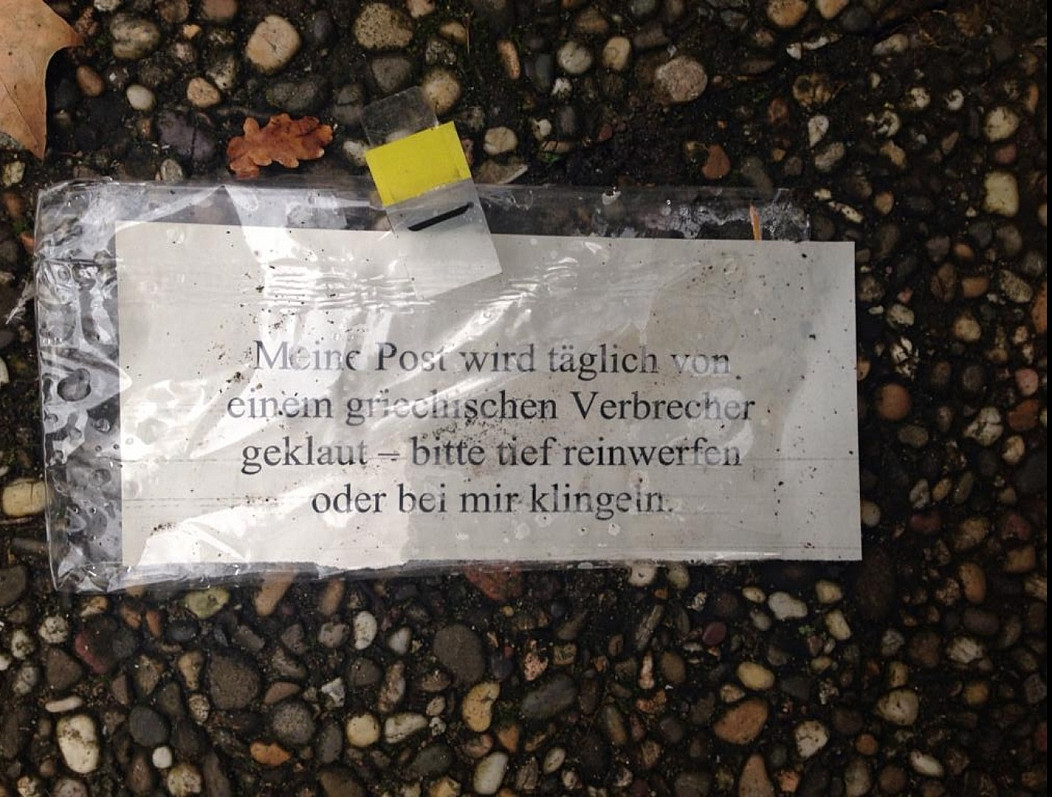 Meine Post wird täglich von
einem griechischen Verbrecher
geklaut – bitte tief reinwerfen
oder bei mir klingeln.